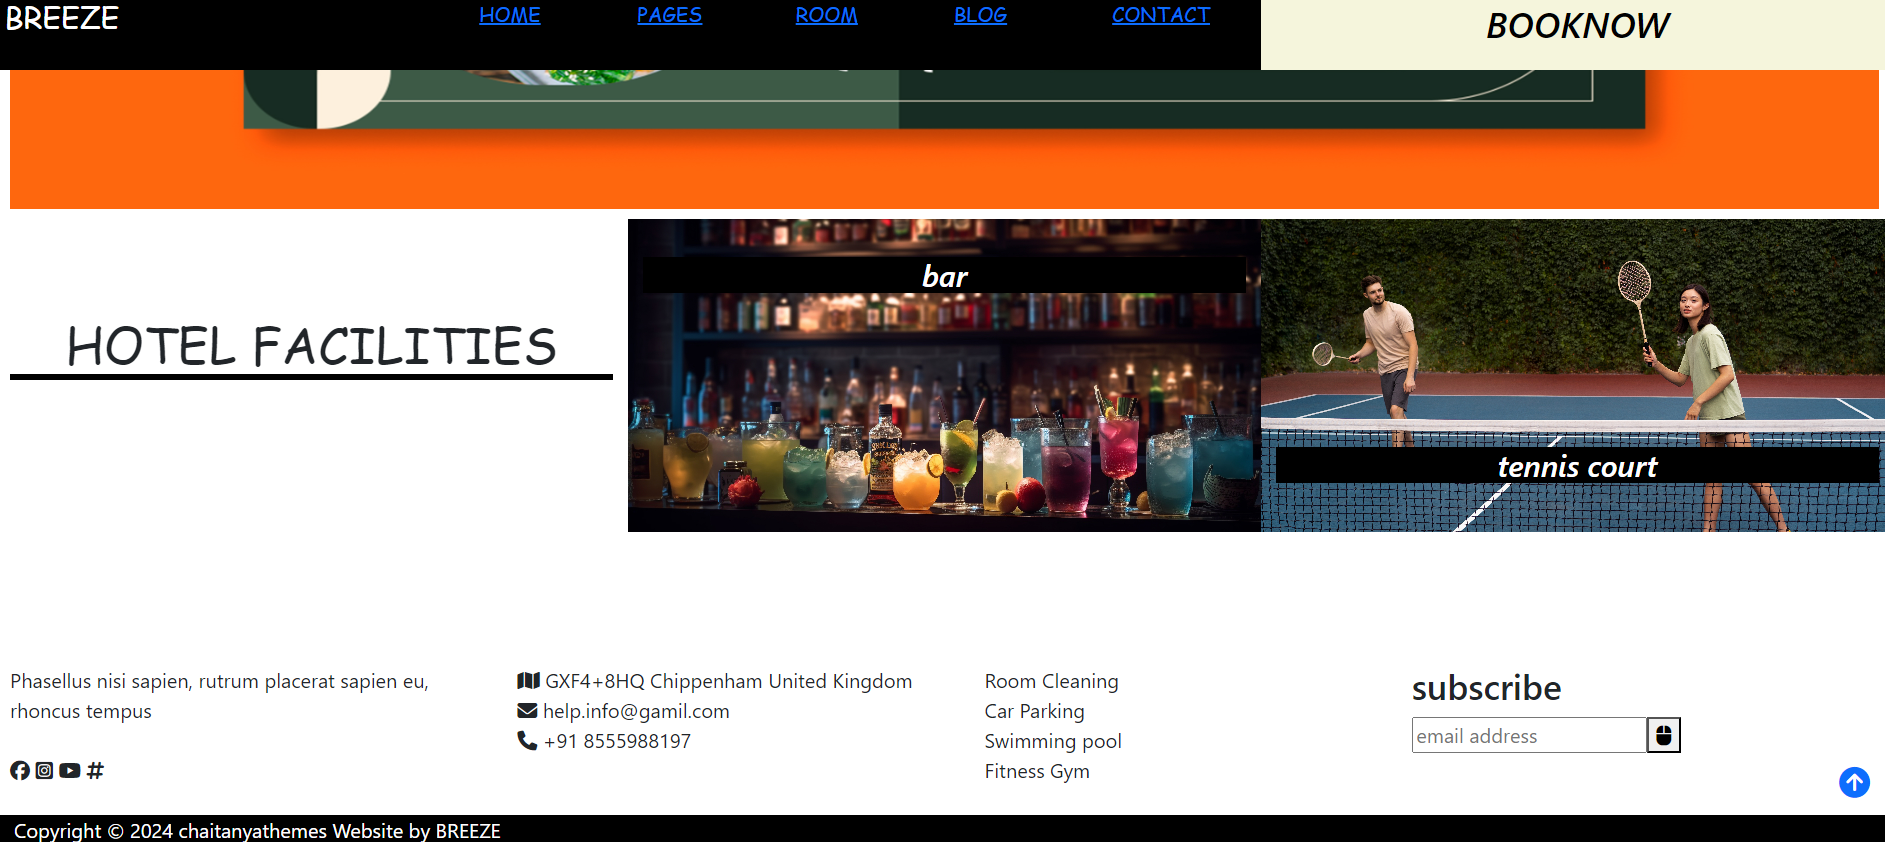 BREEZE
HOME PAGES ROOM BLOG CONTACT
BOOKNOW
HOTEL FACILITIES
bar
tennis court
Phasellus nisi sapien, rutrum placerat sapien eu,
rhoncus tempus
GXF4+8HQ Chippenham United Kingdom
help.info@gamil.com
+91 8555988197
Room Cleaning
Car Parking
Swimming pool
Fitness Gym
subscribe
email address
Copyright © 2024 chaitanyathemes Website by BREEZE